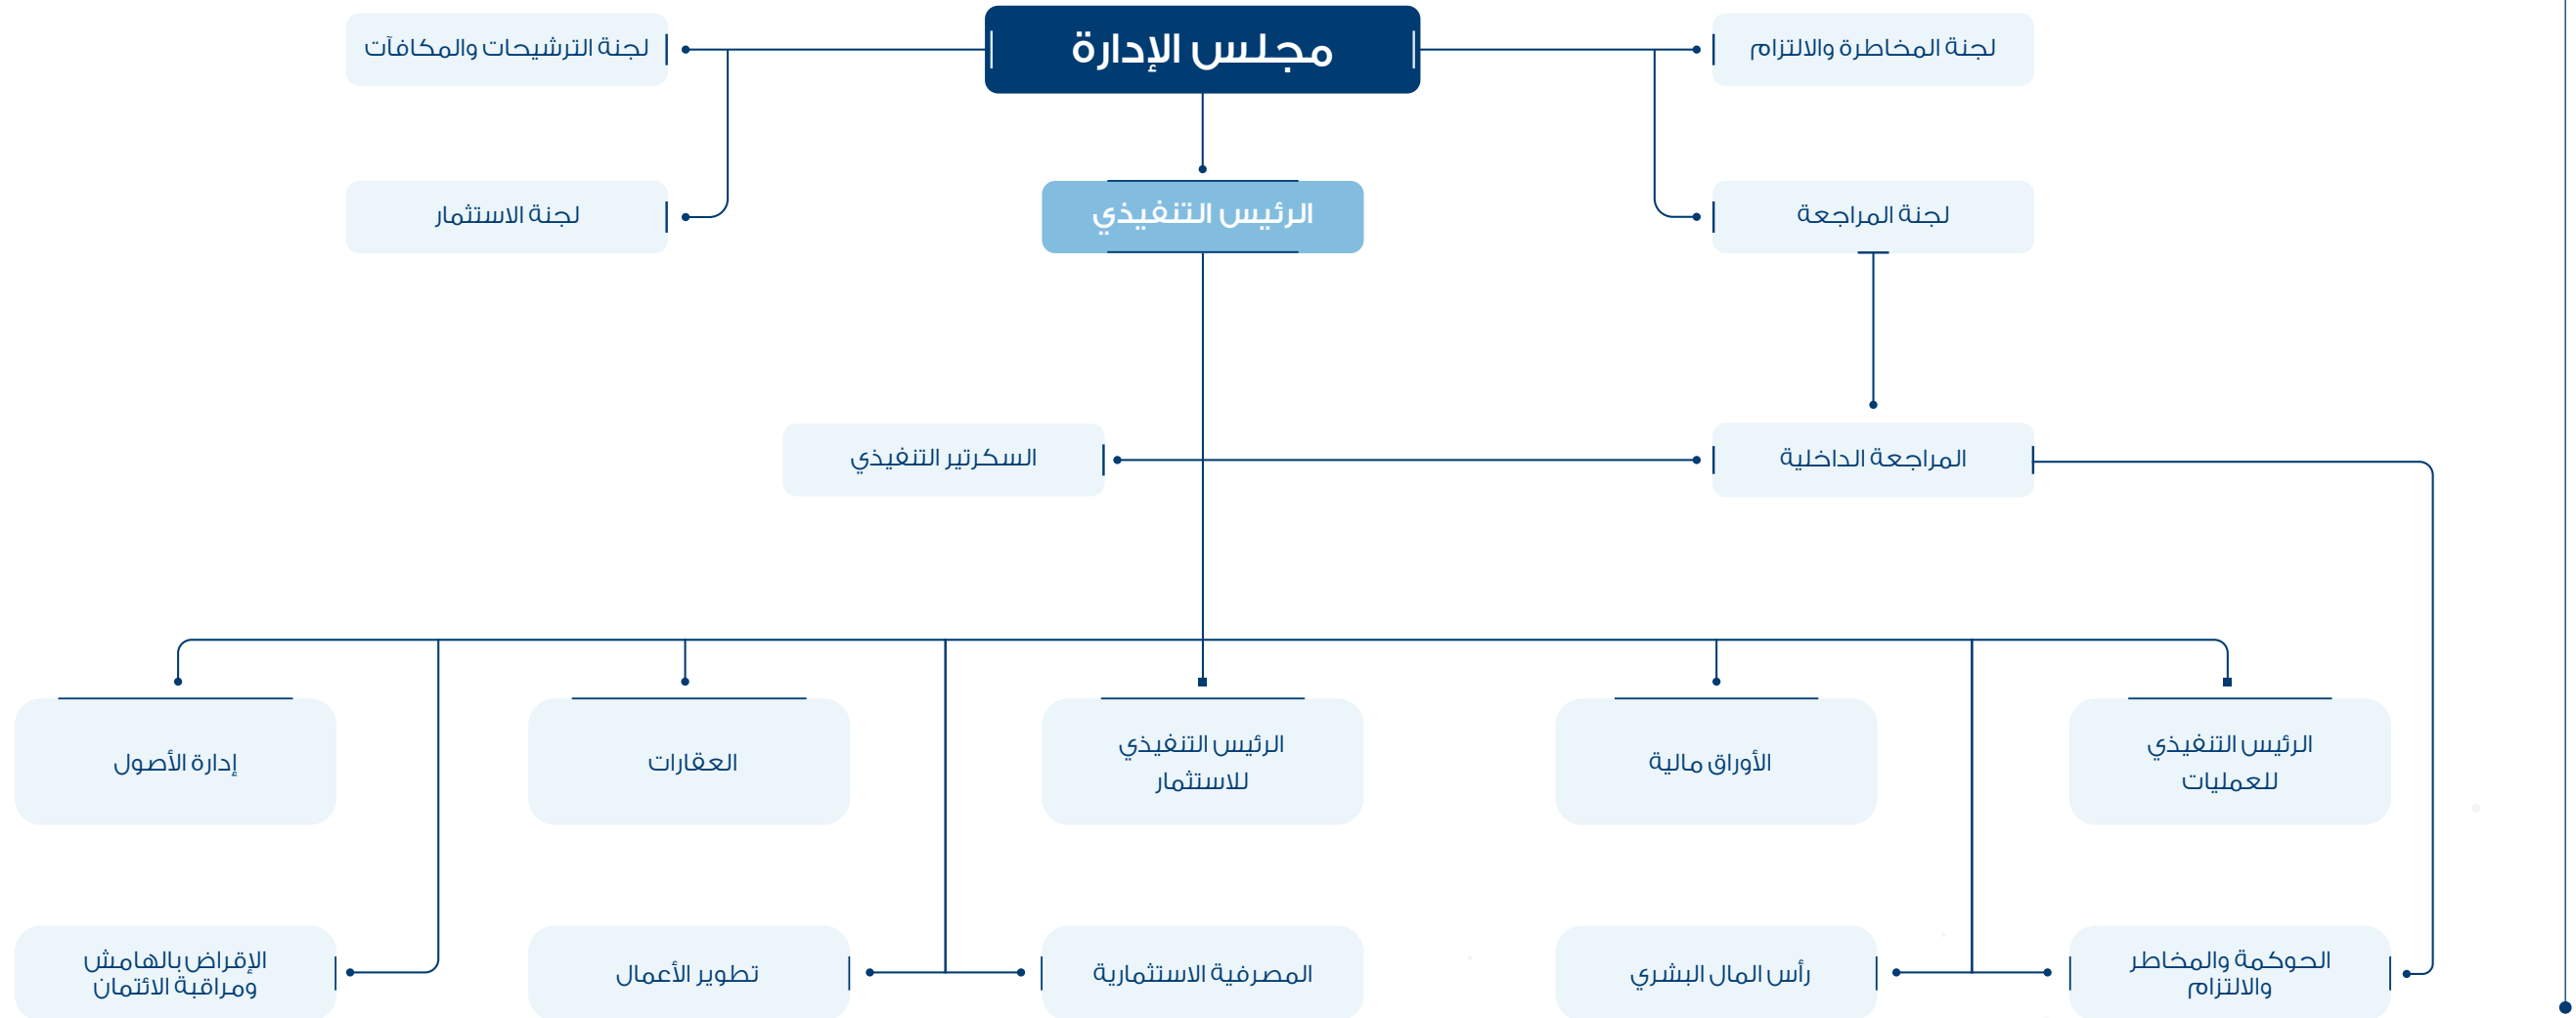 لجنة المخاطرة والالتزام
مجلس الإدارة
لجنة الترشيحات والمكافآت
لجنة المراجعة
الرئيس التنفيذي
لجنة الاستثمار
المراجعة الداخلية
السكرتير التنفيذي
الرئيس التنفيذي
للعمليات
الأوراق مالية
الرئيس التنفيذي
للاستثمار
العقارات
إدارة الأصول
الحوكمة والمخاطر
والالتزام
رأس المال البشري
المصرفية الاستثمارية
تطوير الأعمال
الإقراض بالهامش
ومراقبة الائتمان